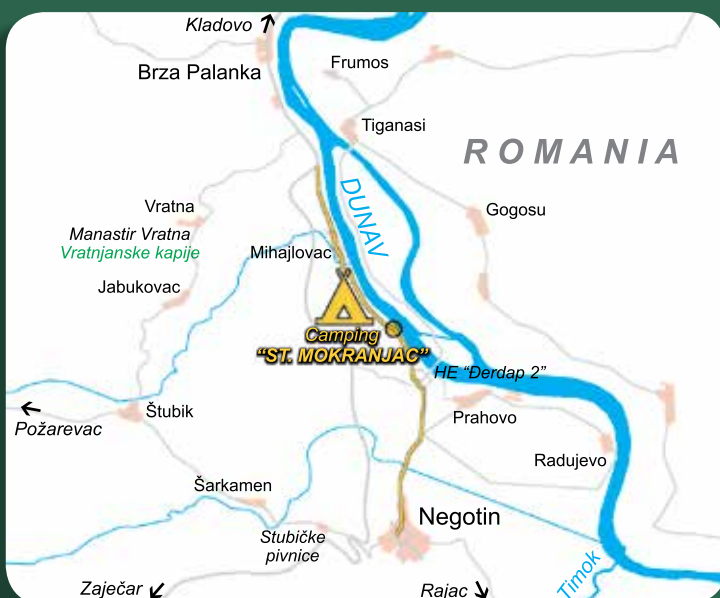 Kladovo
Frumos
Brza Palanka
Tiganasi
ROMANIA
DUNAV
Vratna
Gogosu
Manastir Vratna
Vratnjanske kapije
Mihajlovac
Jabukovac
Camping
“ST. MOKRANJAC”
HE “Đerdap 2”
Štubik
Prahovo
Požarevac
Radujevo
Šarkamen
Negotin
Stubičke
pivnice
Timok
Zaječar
Rajac